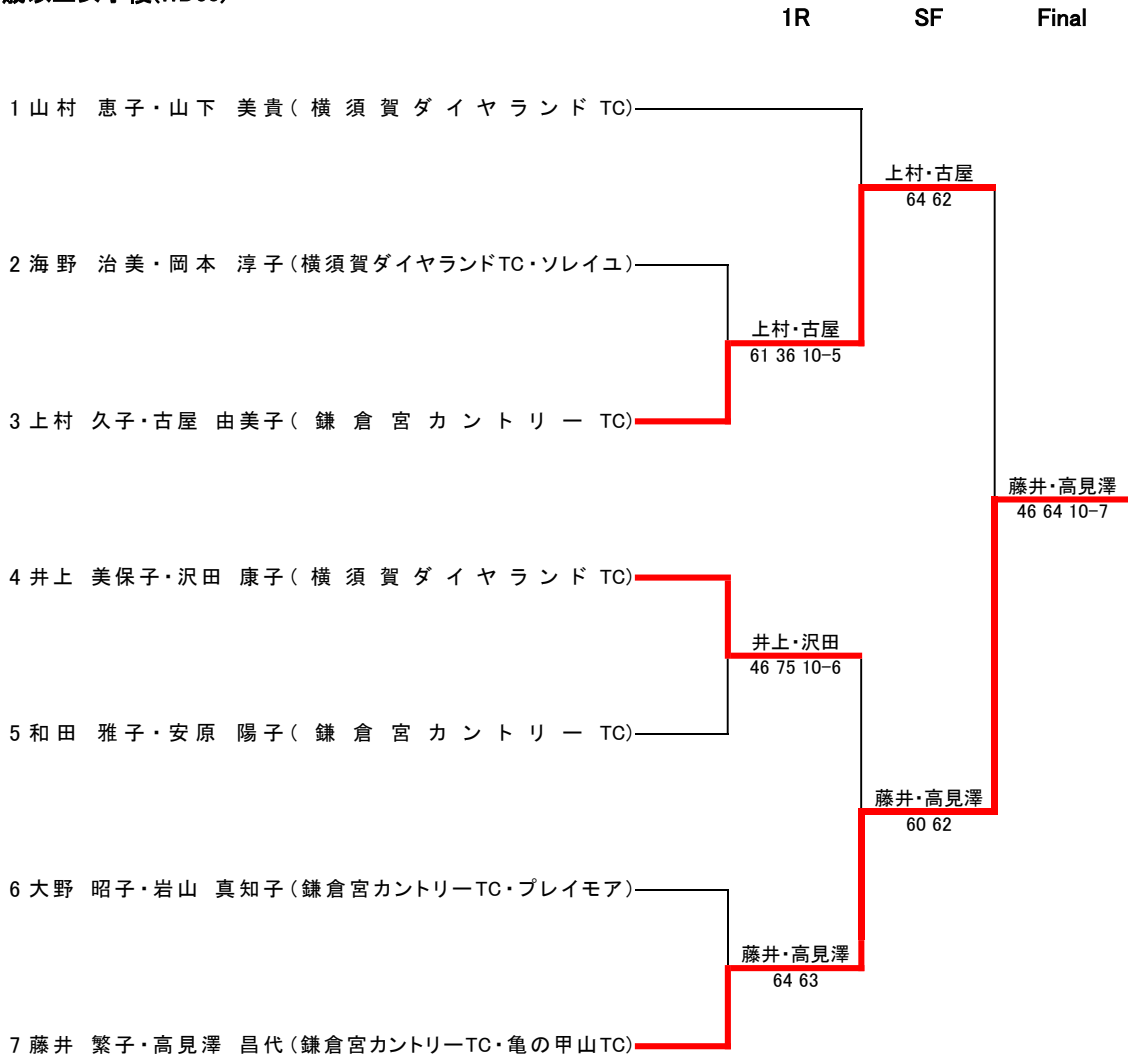 1R SF Final
1 山村 恵子・山下 美貴(横須賀ダイヤランドTC)
上村・古屋
64 62
2 海野 治美・岡本 淳子(横須賀ダイヤランドTC・ソレイユ)
上村・古屋
61 36 10-5
3 上村 久子・古屋 由美子(鎌倉宮カントリーTC)
藤井・高見澤
46 64 10-7
4 井上 美保子・沢田 康子(横須賀ダイヤランドTC)
井上・沢田
46 75 10-6
5 和田 雅子・安原 陽子(鎌倉宮カントリーTC)
藤井・高見澤
60 62
6 大野 昭子・岩山 真知子(鎌倉宮カントリーTC・プレイモア)
藤井・高見澤
64 63
7 藤井 繁子・高見澤 昌代(鎌倉宮カントリーTC・亀の甲山TC)